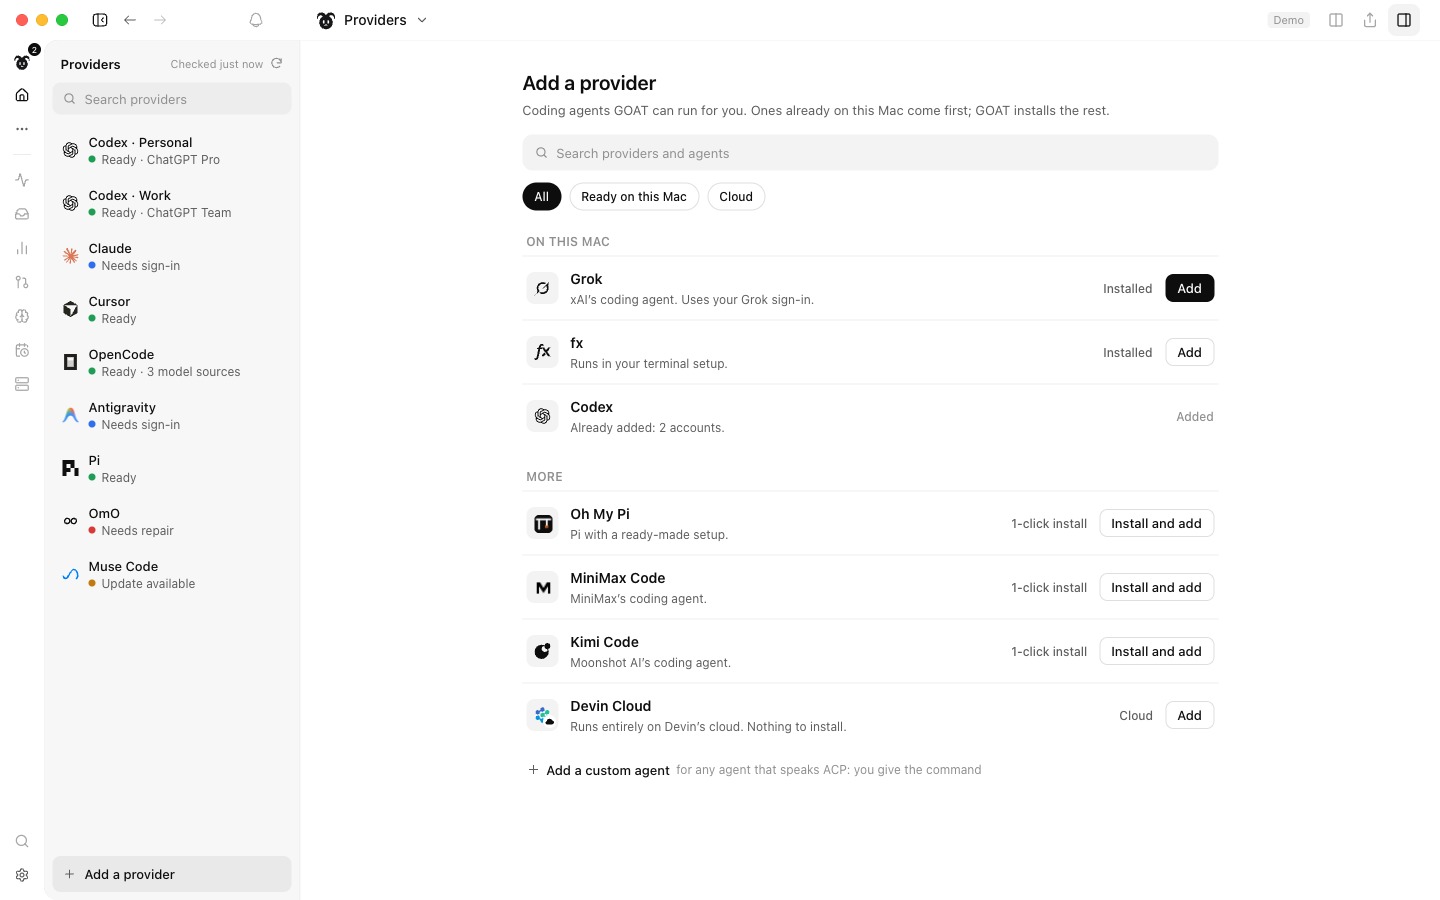 Providers
Demo
2
Providers
Checked just now
Search providers
Codex · Personal
Ready · ChatGPT Pro
Codex · Work
Ready · ChatGPT Team
Claude
Needs sign-in
Cursor
Ready
OpenCode
Ready · 3 model sources
Antigravity
Needs sign-in
Pi
Ready
OmO
Needs repair
Muse Code
Update available
Add a provider
Add a provider
Coding agents GOAT can run for you. Ones already on this Mac come first; GOAT installs the rest.
Search providers and agents
All
Ready on this Mac
Cloud
ON THIS MAC
Grok
xAI's coding agent. Uses your Grok sign-in.
Installed
Add
fx
fx
Runs in your terminal setup.
Installed
Add
Codex
Already added: 2 accounts.
Added
MORE
Oh My Pi
Pi with a ready-made setup.
1-click install
Install and add
MiniMax Code
MiniMax's coding agent.
1-click install
Install and add
Kimi Code
Moonshot AI's coding agent.
1-click install
Install and add
Devin Cloud
Runs entirely on Devin's cloud. Nothing to install.
Cloud
Add
Add a custom agent for any agent that speaks ACP: you give the command